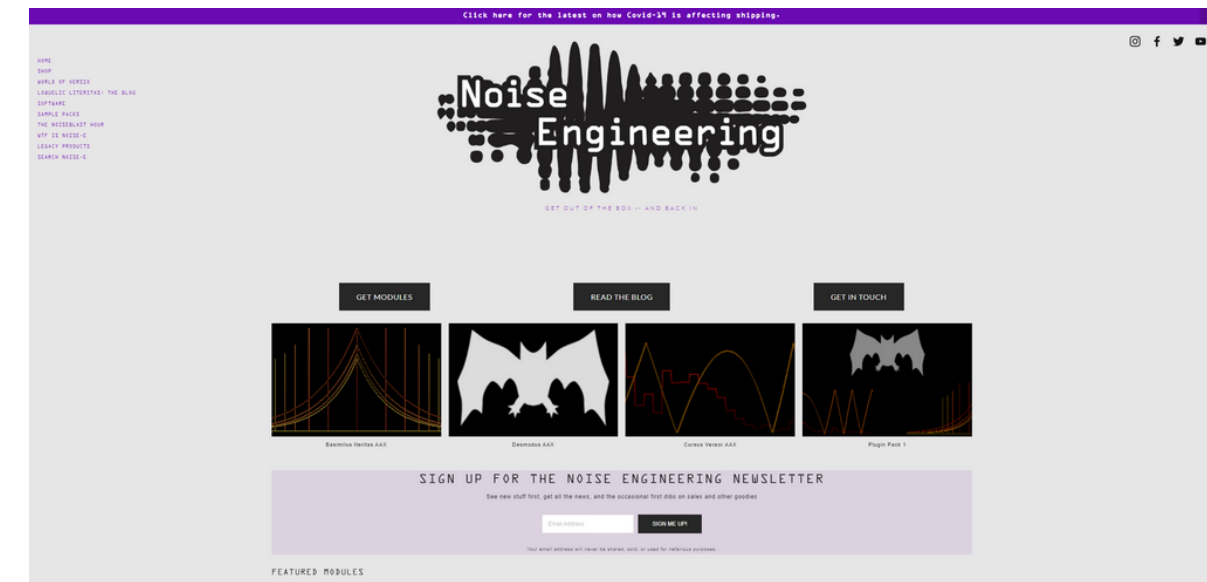 Click here for the latest on how Covid-19 is affecting shipping.
HOME
SHOP
WORLD OF VERSIO
LOQUELIC LITERITAS: THE BLOG
SOFTWARE
SAMPLE PACKS
THE NOISEBLAST HOUR
WTF IS NOISE-E
LEGACY PRODUCTS
SEARCH NOISE-E
Noise
Engineering
GET OUT OF THE BOX -- AND BACK IN
GET MODULES
READ THE BLOG
GET IN TOUCH
Basimilus Iteritas AAX
Desmodus AAX
Cursus Vereor AAX
Plugin Pack 1
SIGN UP FOR THE NOISE ENGINEERING NEWSLETTER
See new stuff first, get all the news, and the occasional first dibs on sales and other goodies
Email Address
SIGN ME UP!
Your email address will never be shared, sold, or used for nefarious purposes.
FEATURED MODULES